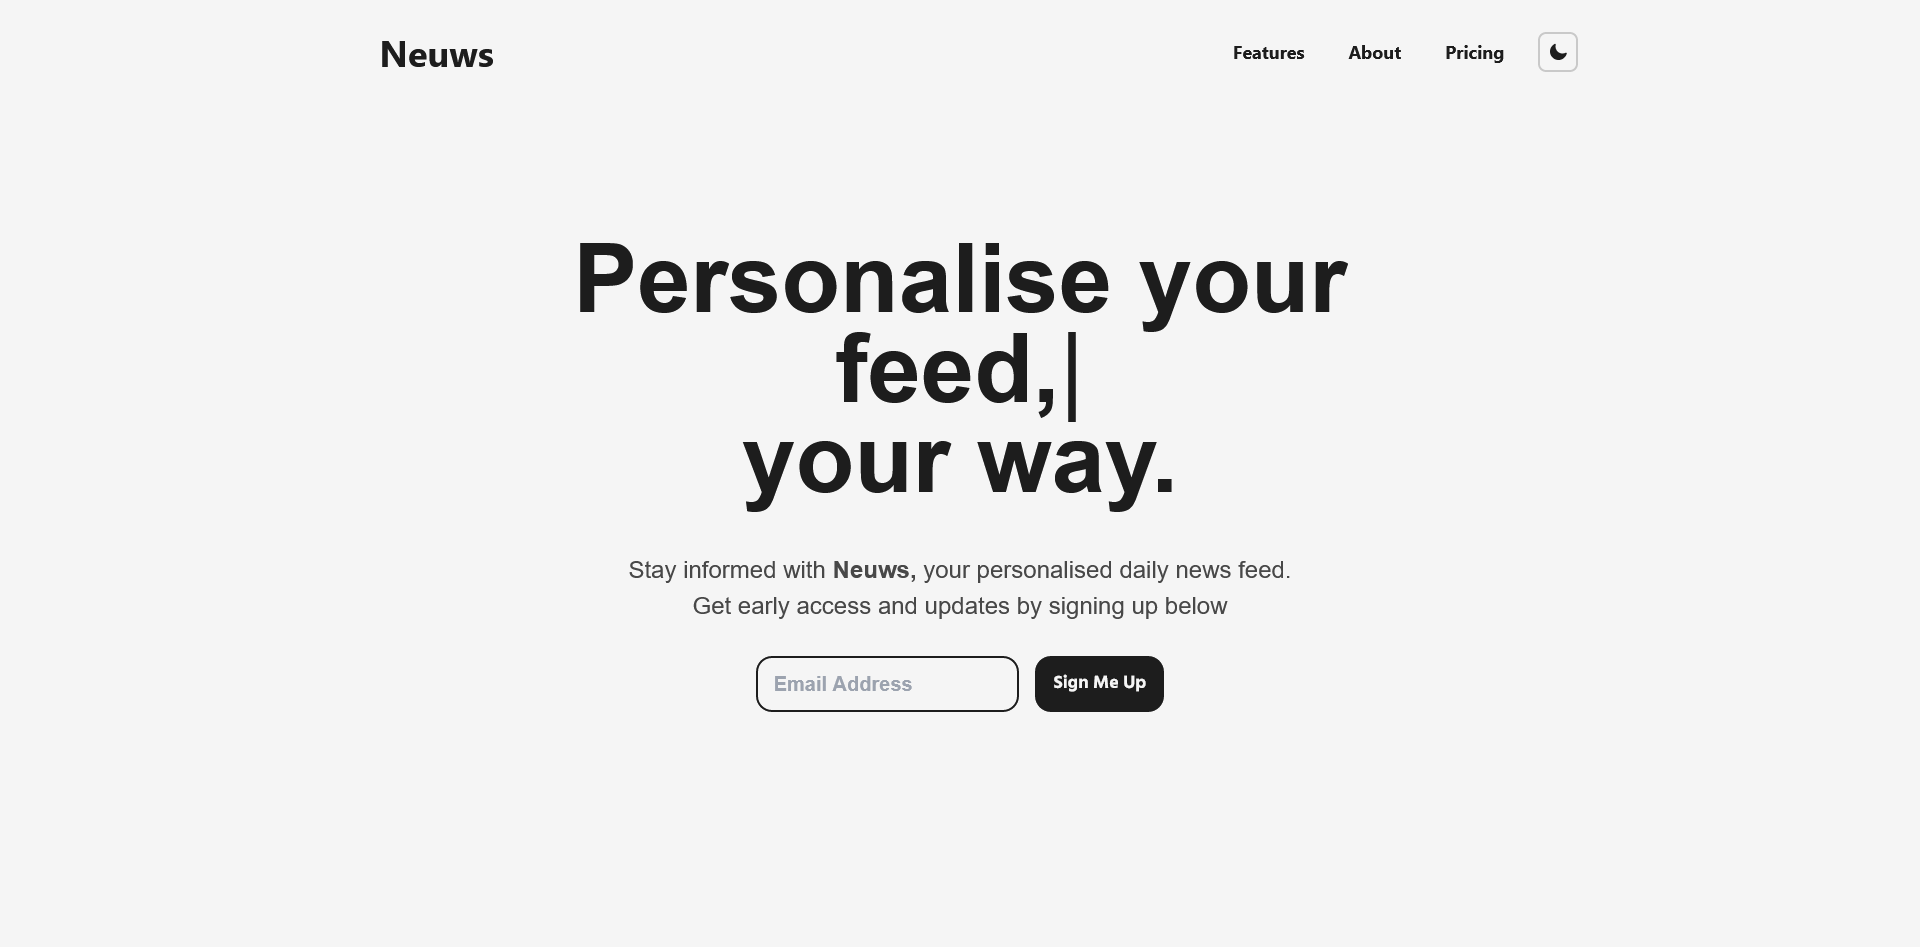 Neuws
Features About Pricing
Personalise your
feed,|
your way.
Stay informed with Neuws, your personalised daily news feed.
Get early access and updates by signing up below
Email Address
Sign Me Up